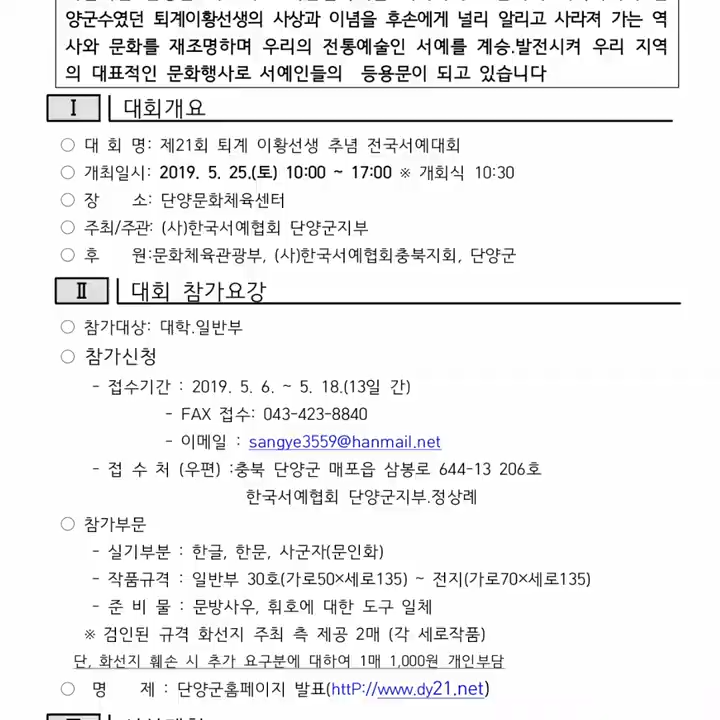 양군수였던 퇴계이황선생의 사상과 이념을 후손에게 널리 알리고 사라져 가는 역
사와 문화를 재조명하며 우리의 전통예술인 서예를 계승.발전시켜 우리 지역
의 대표적인 문화행사로 서예인들의 등용문이 되고 있습니다
Ⅰ 대회개요
○ 대 회 명: 제21회 퇴계 이황선생 추념 전국서예대회
○ 개최일시: 2019. 5. 25.(토) 10:00 ~ 17:00 ※ 개회식 10:30
○ 장 소: 단양문화체육센터
○ 주최/주관: (사)한국서예협회 단양군지부
○ 후 원:문화체육관광부, (사)한국서예협회충북지회, 단양군
Ⅱ 대회 참가요강
○ 참가대상: 대학.일반부
○ 참가신청
- 접수기간 : 2019. 5. 6. ~ 5. 18.(13일 간)
- FAX 접수: 043-423-8840
- 이메일 : sangye3559@hanmail.net
- 접 수 처 (우편) :충북 단양군 매포읍 삼봉로 644-13 206호
한국서예협회 단양군지부.정상례
○ 참가부문
- 실기부분 : 한글, 한문, 사군자(문인화)
- 작품규격 : 일반부 30호(가로50×세로135) ~ 전지(가로70×세로135)
- 준 비 물 : 문방사우, 휘호에 대한 도구 일체
※ 검인된 규격 화선지 주최 측 제공 2매 (각 세로작품)
단, 화선지 훼손 시 추가 요구분에 대하여 1매 1,000원 개인부담
○ 명 제 : 단양군홈페이지 발표(httP://www.dy21.net)